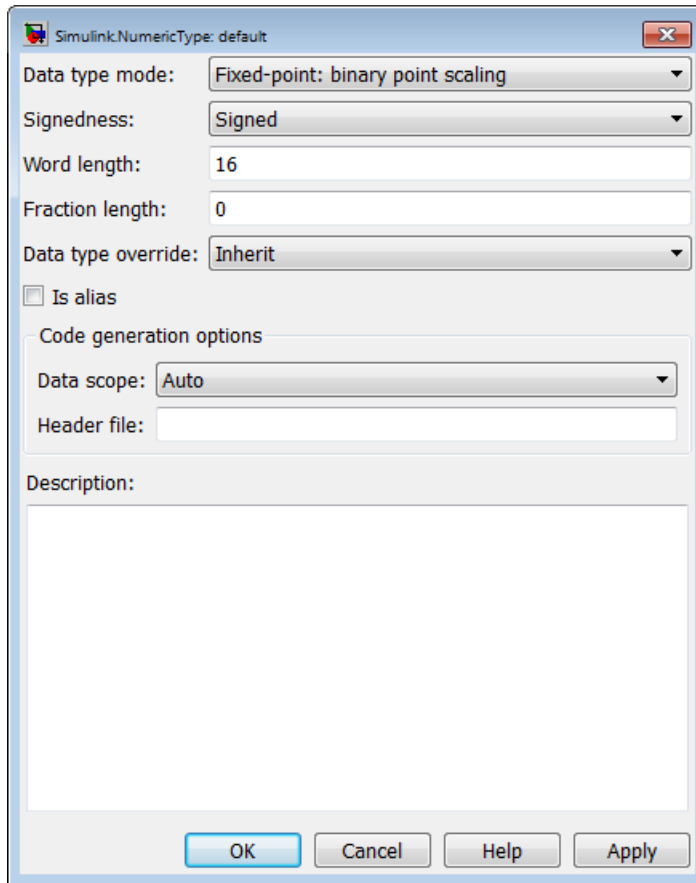 Simulink.NumericType: default
Data type mode: Fixed-point: binary point scaling
Signedness: Signed
Word length: 16
Fraction length: 0
Data type override: Inherit
Is alias
Code generation options
Data scope: Auto
Header file:
Description:
OK Cancel Help Apply